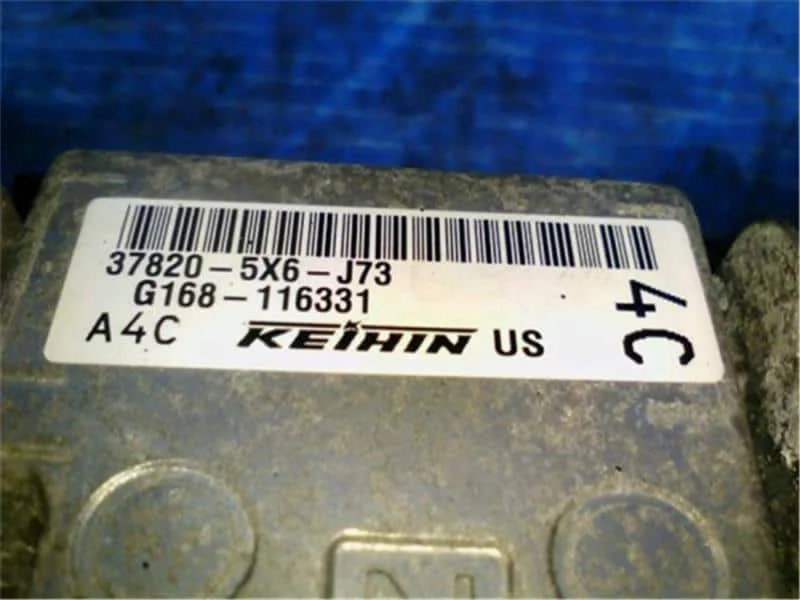 37820-5X6-J73
G168-116331
A4C KEIHIN US
4C